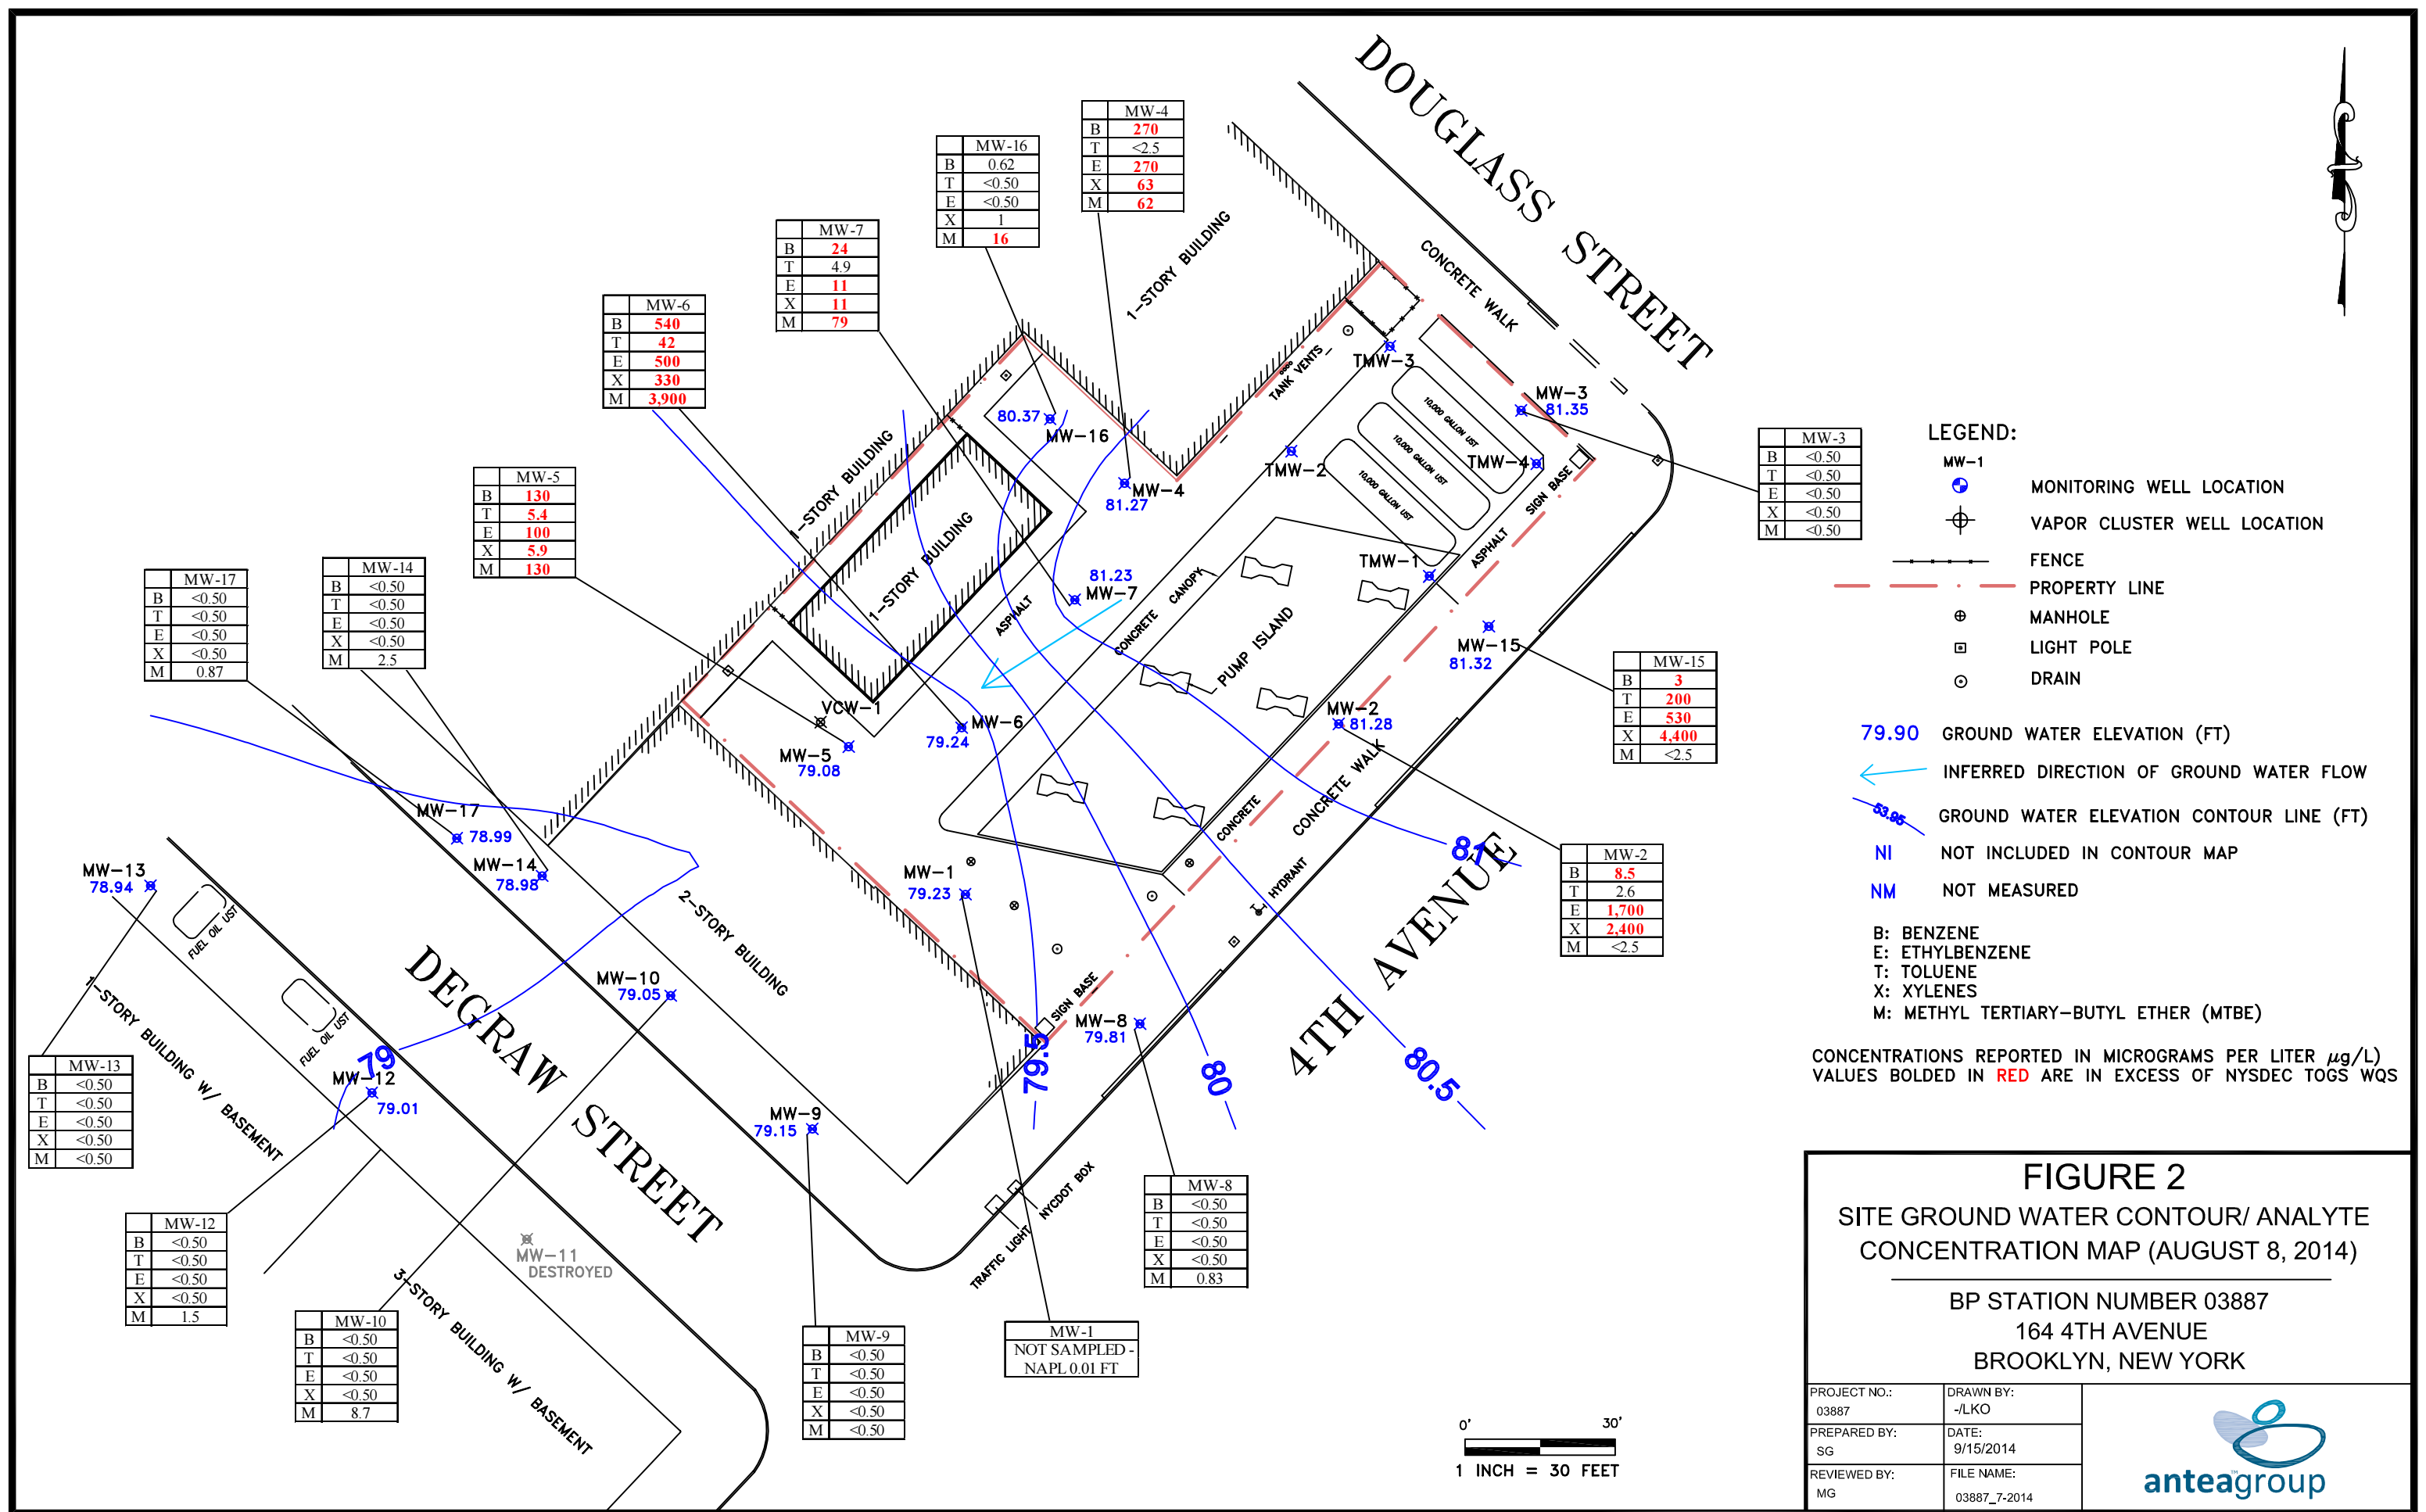 DOUGLASS STREET
CONCRETE WALK
1-STORY BUILDING
MW-4
B 270
T <2.5
E 270
X 63
M 62
MW-16
B 0.62
T <0.50
E <0.50
X 1
M 16
MW-7
B 24
T 4.9
E 11
X 11
M 79
MW-6
B 540
T 42
E 500
X 330
M 3,900
MW-5
B 130
T 5.4
E 100
X 5.9
M 130
MW-14
B <0.50
T <0.50
E <0.50
X <0.50
M 2.5
MW-17
B <0.50
T <0.50
E <0.50
X <0.50
M 0.87
TANK VENTS
TMW-3
MW-3
81.35
10,000 GALLON UST
10,000 GALLON UST
10,000 GALLON UST
TMW-4
SIGN BASE
TMW-2
TMW-1
ASPHALT
80.37
MW-16
MW-4
81.27
1-STORY BUILDING
1-STORY BUILDING
81.23
MW-7
ASPHALT
CONCRETE
CANOPY
PUMP ISLAND
MW-15
81.32
MW-2
81.28
CONCRETE WALK
CONCRETE
HYDRANT
VCW-1
MW-6
79.24
MW-5
79.08
MW-17
78.99
MW-14
78.98
MW-13
78.94
FUEL OIL UST
FUEL OIL UST
MW-1
79.23
2-STORY BUILDING
MW-10
79.05
SIGN BASE
MW-8
79.81
79
79.5
80
80.5
81
MW-12
79.01
MW-9
79.15
DEGRAW STREET
4TH AVENUE
1-STORY BUILDING W/ BASEMENT
3-STORY BUILDING W/ BASEMENT
MW-11
DESTROYED
TRAFFIC LIGHT
NYCDOT BOX
MW-3
B <0.50
T <0.50
E <0.50
X <0.50
M <0.50
MW-15
B 3
T 200
E 530
X 4,400
M <2.5
MW-2
B 8.5
T 2.6
E 1,700
X 2,400
M <2.5
MW-13
B <0.50
T <0.50
E <0.50
X <0.50
M <0.50
MW-12
B <0.50
T <0.50
E <0.50
X <0.50
M 1.5
MW-10
B <0.50
T <0.50
E <0.50
X <0.50
M 8.7
MW-9
B <0.50
T <0.50
E <0.50
X <0.50
M <0.50
MW-1
NOT SAMPLED -
NAPL 0.01 FT
MW-8
B <0.50
T <0.50
E <0.50
X <0.50
M 0.83
0' 30'
1 INCH = 30 FEET
LEGEND:
MW-1
MONITORING WELL LOCATION
VAPOR CLUSTER WELL LOCATION
FENCE
PROPERTY LINE
MANHOLE
LIGHT POLE
DRAIN
79.90 GROUND WATER ELEVATION (FT)
INFERRED DIRECTION OF GROUND WATER FLOW
53.95 GROUND WATER ELEVATION CONTOUR LINE (FT)
NI NOT INCLUDED IN CONTOUR MAP
NM NOT MEASURED
B: BENZENE
E: ETHYLBENZENE
T: TOLUENE
X: XYLENES
M: METHYL TERTIARY-BUTYL ETHER (MTBE)
CONCENTRATIONS REPORTED IN MICROGRAMS PER LITER µg/L)
VALUES BOLDED IN RED ARE IN EXCESS OF NYSDEC TOGS WQS
FIGURE 2
SITE GROUND WATER CONTOUR/ ANALYTE
CONCENTRATION MAP (AUGUST 8, 2014)
BP STATION NUMBER 03887
164 4TH AVENUE
BROOKLYN, NEW YORK
PROJECT NO.:
03887
DRAWN BY:
-/LKO
PREPARED BY:
SG
DATE:
9/15/2014
REVIEWED BY:
MG
FILE NAME:
03887_7-2014
anteagroup